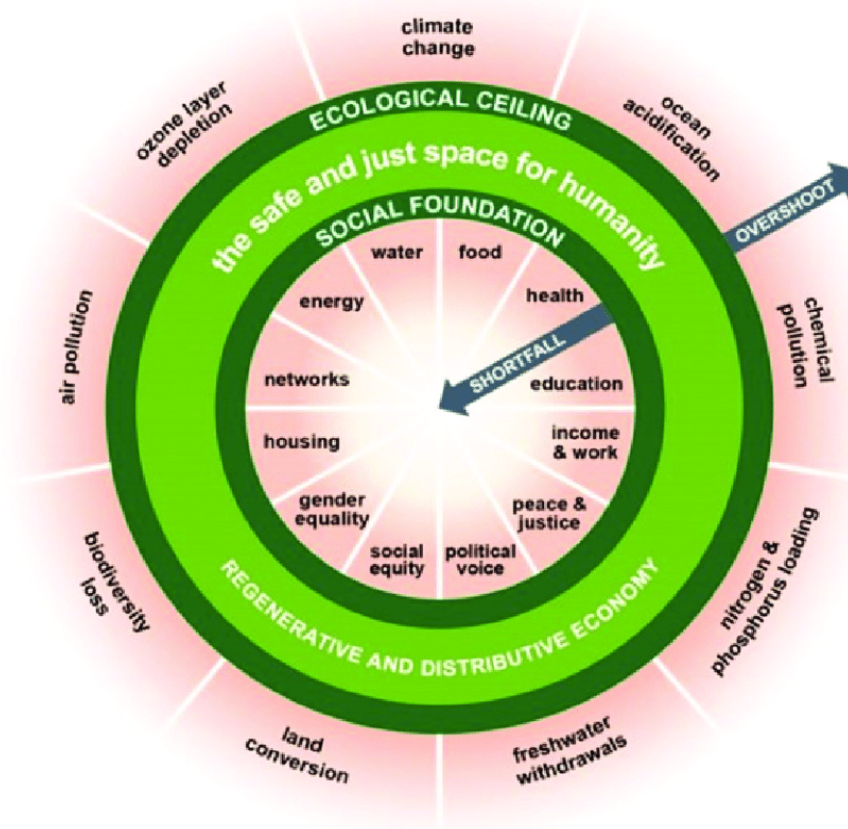 climate
change
ozone layer
depletion
ocean
acidification
ECOLOGICAL CEILING
the safe and just space for humanity
SOCIAL FOUNDATION
OVERSHOOT
water
food
energy
health
SHORTFALL
air pollution
chemical
pollution
networks
education
housing
income
& work
gender
equality
peace &
justice
social
equity
political
voice
biodiversity
loss
nitrogen &
phosphorus loading
REGENERATIVE AND DISTRIBUTIVE ECONOMY
land
conversion
freshwater
withdrawals